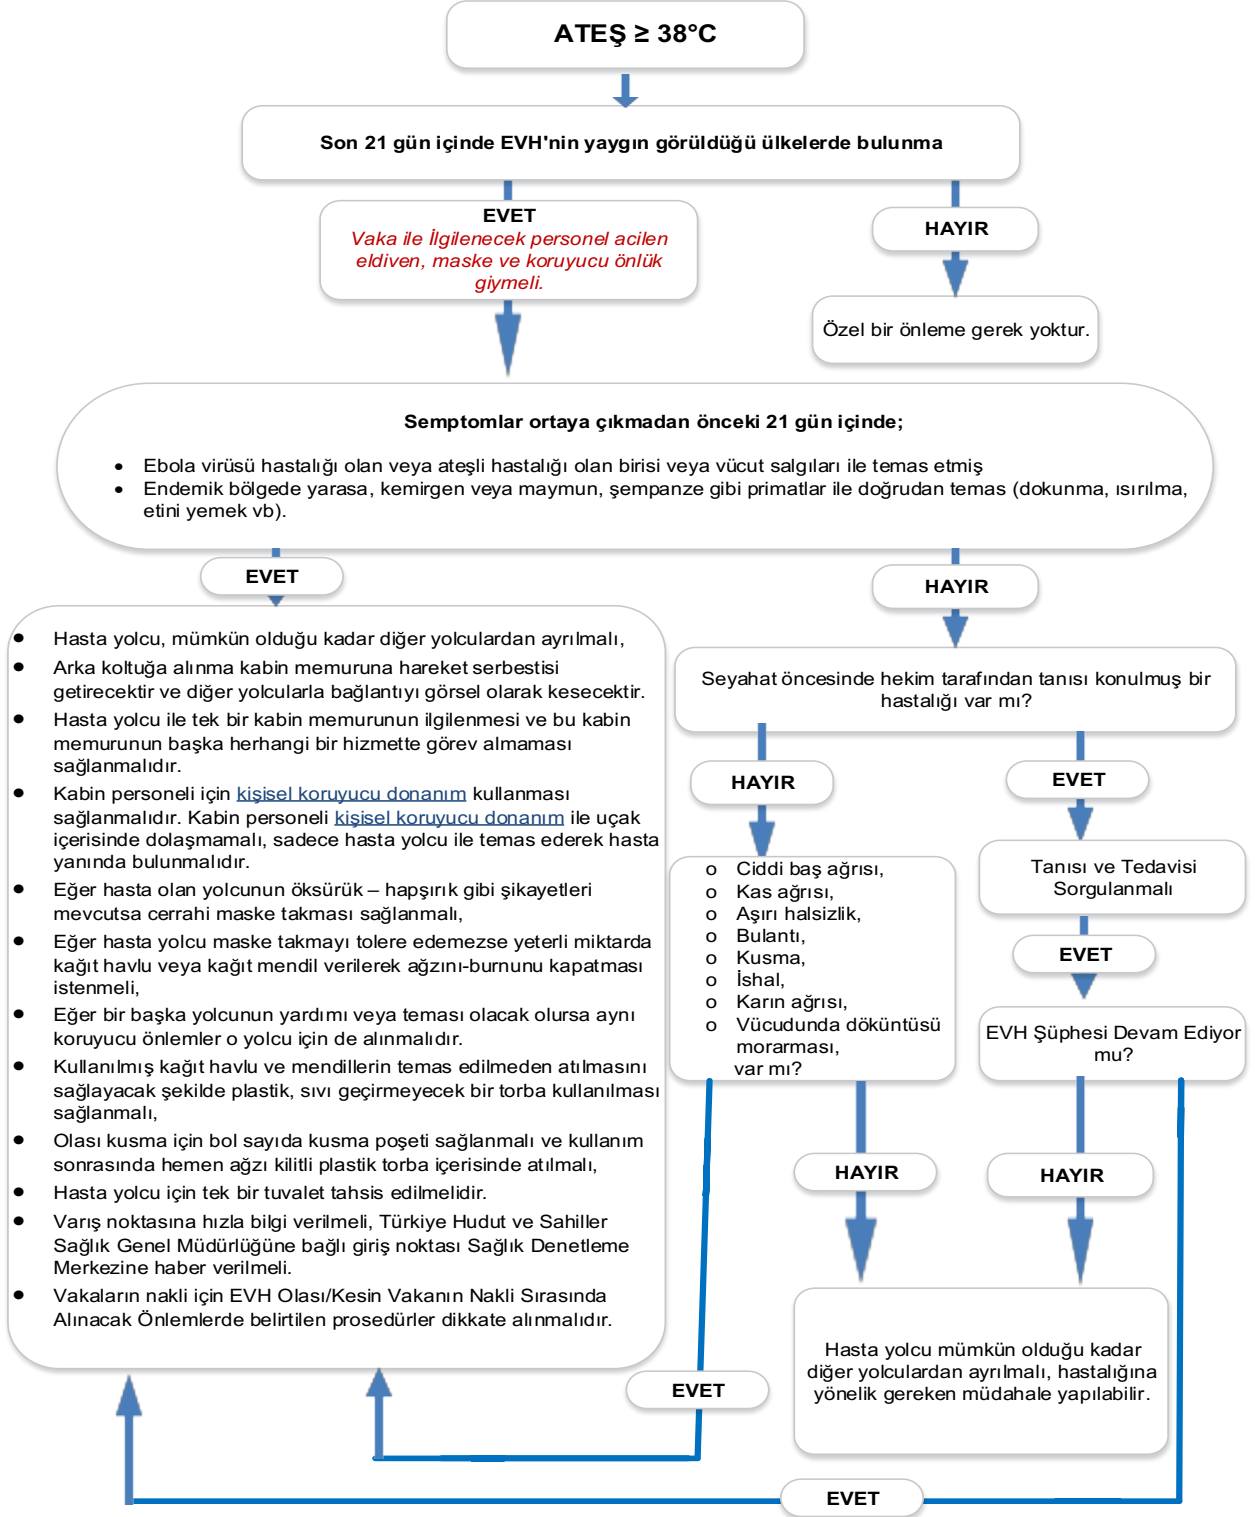 ATEŞ ≥ 38°C
Son 21 gün içinde EVH'nin yaygın görüldüğü ülkelerde bulunma
EVET
Vaka ile İlgilenecek personel acilen
eldiven, maske ve koruyucu önlük
giymeli.
HAYIR
Özel bir önleme gerek yoktur.
Semptomlar ortaya çıkmadan önceki 21 gün içinde;
• Ebola virüsü hastalığı olan veya ateşli hastalığı olan birisi veya vücut salgıları ile temas etmiş
• Endemik bölgede yarasa, kemirgen veya maymun, şempanze gibi primatlar ile doğrudan temas (dokunma, ısırılma,
etini yemek vb).
EVET
• Hasta yolcu, mümkün olduğu kadar diğer yolculardan ayrılmalı,
• Arka koltuğa alınma kabin memuruna hareket serbestisi
getirecektir ve diğer yolcularla bağlantıyı görsel olarak kesecektir.
• Hasta yolcu ile tek bir kabin memurunun ilgilenmesi ve bu kabin
memurunun başka herhangi bir hizmette görev almaması
sağlanmalıdır.
• Kabin personeli için kişisel koruyucu donanım kullanması
sağlanmalıdır. Kabin personeli kişisel koruyucu donanım ile uçak
içerisinde dolaşmamalı, sadece hasta yolcu ile temas ederek hasta
yanında bulunmalıdır.
• Eğer hasta olan yolcunun öksürük – hapşırık gibi şikayetleri
mevcutsa cerrahi maske takması sağlanmalı,
• Eğer hasta yolcu maske takmayı tolere edemezse yeterli miktarda
kağıt havlu veya kağıt mendil verilerek ağzını-burnunu kapatması
istenmeli,
• Eğer bir başka yolcunun yardımı veya teması olacak olursa aynı
koruyucu önlemler o yolcu için de alınmalıdır.
• Kullanılmış kağıt havlu ve mendillerin temas edilmeden atılmasını
sağlayacak şekilde plastik, sıvı geçirmeyecek bir torba kullanılması
sağlanmalı,
• Olası kusma için bol sayıda kusma poşeti sağlanmalı ve kullanım
sonrasında hemen ağzı kilitli plastik torba içerisinde atılmalı,
• Hasta yolcu için tek bir tuvalet tahsis edilmelidir.
• Varış noktasına hızla bilgi verilmeli, Türkiye Hudut ve Sahiller
Sağlık Genel Müdürlüğüne bağlı giriş noktası Sağlık Denetleme
Merkezine haber verilmeli.
• Vakaların nakli için EVH Olası/Kesin Vakanın Nakli Sırasında
Alınacak Önlemlerde belirtilen prosedürler dikkate alınmalıdır.
HAYIR
Seyahat öncesinde hekim tarafından tanısı konulmuş bir
hastalığı var mı?
HAYIR
o Ciddi baş ağrısı,
o Kas ağrısı,
o Aşırı halsizlik,
o Bulantı,
o Kusma,
o İshal,
o Karın ağrısı,
o Vücudunda döküntüsü
morarması,
var mı?
EVET
Tanısı ve Tedavisi
Sorgulanmalı
EVET
EVH Şüphesi Devam Ediyor
mu?
HAYIR
HAYIR
Hasta yolcu mümkün olduğu kadar
diğer yolculardan ayrılmalı, hastalığına
yönelik gereken müdahale yapılabilir.
EVET
EVET